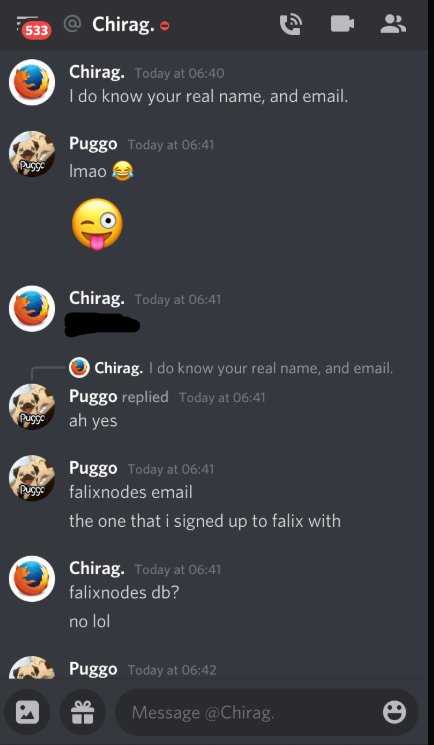 533
@ Chirag.
Chirag. Today at 06:40
I do know your real name, and email.
Puggo Today at 06:41
lmao 😂
😜
Chirag. Today at 06:41
Chirag. I do know your real name, and email.
Puggo replied Today at 06:41
ah yes
Puggo Today at 06:41
falixnodes email
the one that i signed up to falix with
Chirag. Today at 06:41
falixnodes db?
no lol
Puggo Today at 06:42
Message @Chirag.